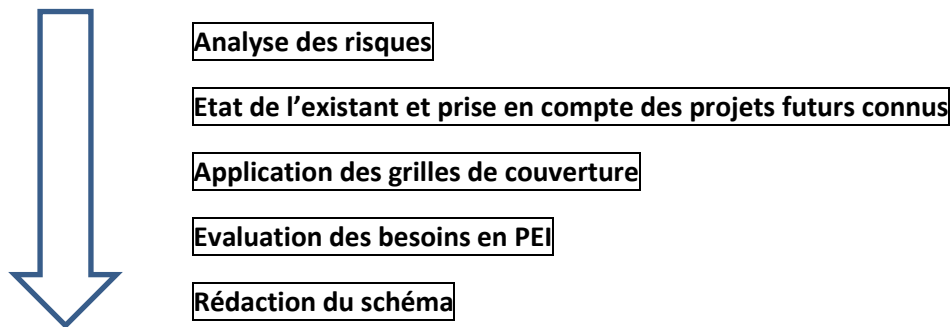 Analyse des risques
Etat de l’existant et prise en compte des projets futurs connus
Application des grilles de couverture
Evaluation des besoins en PEI
Rédaction du schéma